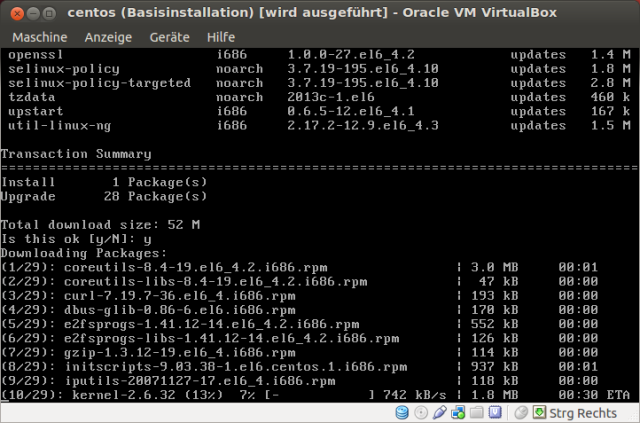 centos (Basisinstallation) [wird ausgeführt] - Oracle VM VirtualBox
Maschine Anzeige Geräte Hilfe
openssl i686 1.0.0-27.el6_4.2 updates 1.4 M
selinux-policy noarch 3.7.19-195.el6_4.10 updates 1.8 M
selinux-policy-targeted noarch 3.7.19-195.el6_4.10 updates 2.8 M
tzdata noarch 2013c-1.el6 updates 460 k
upstart i686 0.6.5-12.el6_4.1 updates 167 k
util-linux-ng i686 2.17.2-12.9.el6_4.3 updates 1.5 M
Transaction Summary
================================================================================
Install 1 Package(s)
Upgrade 28 Package(s)
Total download size: 52 M
Is this ok [y/N]: y
Downloading Packages:
(1/29): coreutils-8.4-19.el6_4.2.i686.rpm | 3.0 MB 00:01
(2/29): coreutils-libs-8.4-19.el6_4.2.i686.rpm | 47 kB 00:00
(3/29): curl-7.19.7-36.el6_4.i686.rpm | 193 kB 00:00
(4/29): dbus-glib-0.86-6.el6.i686.rpm | 170 kB 00:00
(5/29): e2fsprogs-1.41.12-14.el6_4.2.i686.rpm | 552 kB 00:00
(6/29): e2fsprogs-libs-1.41.12-14.el6_4.2.i686.rpm | 126 kB 00:00
(7/29): gzip-1.3.12-19.el6_4.i686.rpm | 114 kB 00:00
(8/29): initscripts-9.03.38-1.el6.centos.1.i686.rpm | 937 kB 00:01
(9/29): iputils-20071127-17.el6_4.i686.rpm | 118 kB 00:00
(10/29): kernel-2.6.32 (13%) 7% [- ] 742 kB/s | 1.8 MB 00:30 ETA
Strg Rechts